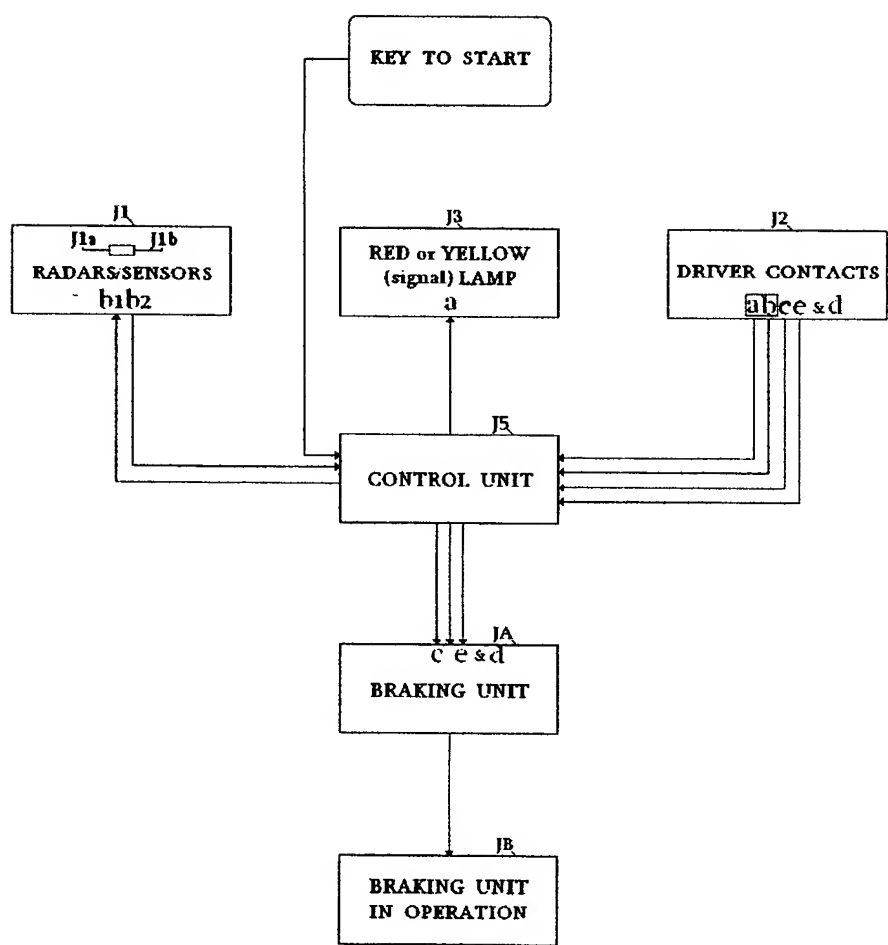 KEY TO START
J1
J1a J1b
RADARS/SENSORS
b1b2
J3
RED or YELLOW
(signal) LAMP
a
J2
DRIVER CONTACTS
abce & d
J5
CONTROL UNIT
JA
c e & d
BRAKING UNIT
JB
BRAKING UNIT
IN OPERATION